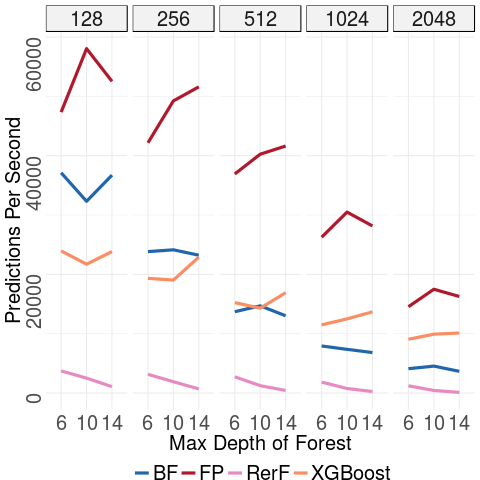 128 256 512 1024 2048
Predictions Per Second
60000
40000
20000
0
6 10 14 6 10 14 6 10 14 6 10 14 6 10 14
Max Depth of Forest
BF FP RerF XGBoost